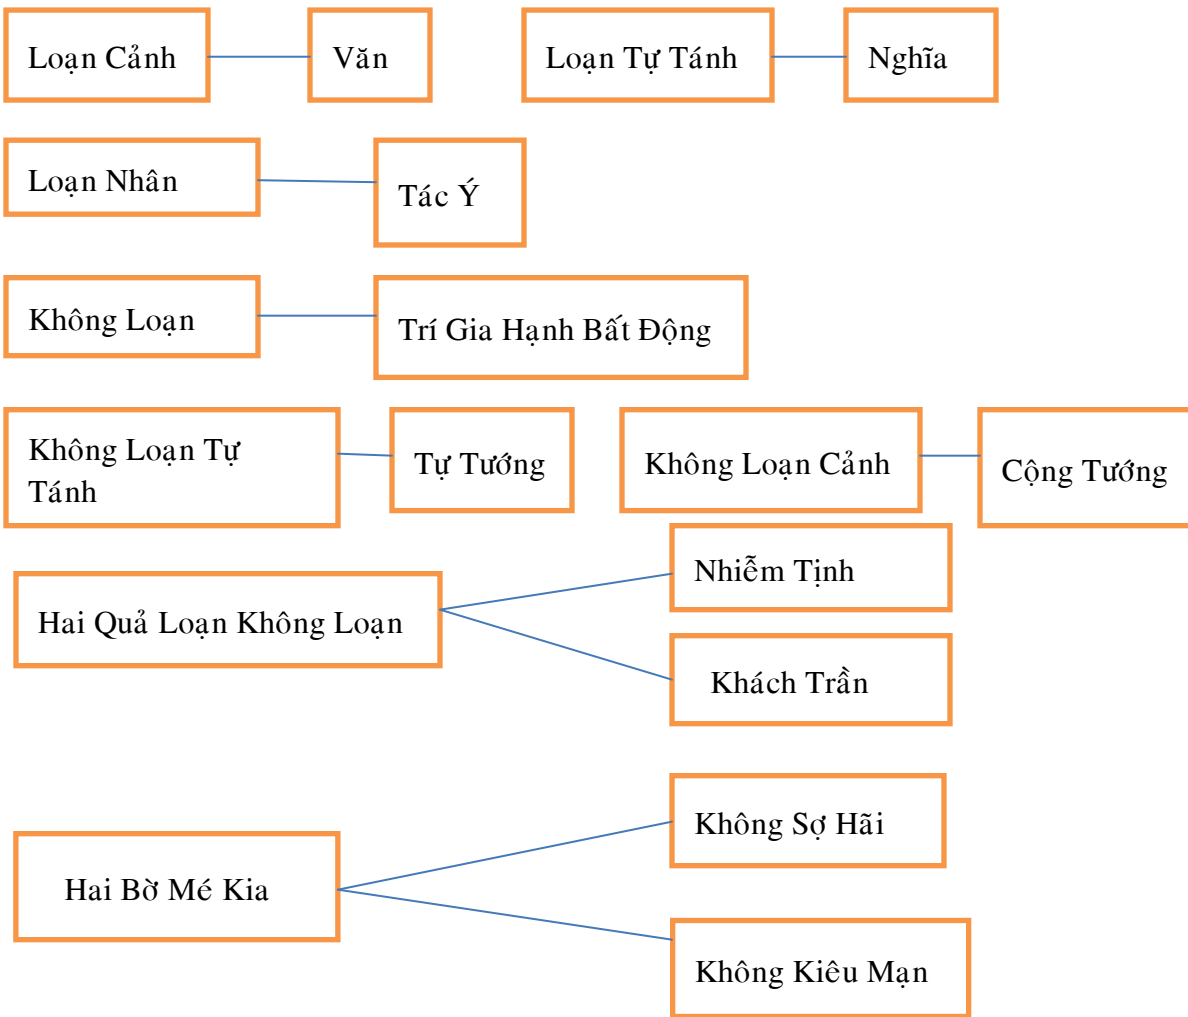 Loạn Cảnh
Văn
Loạn Tự Tánh
Nghĩa
Loạn Nhân
Tác Ý
Không Loạn
Trí Gia Hạnh Bất Động
Không Loạn Tự
Tánh
Tự Tướng
Không Loạn Cảnh
Cộng Tướng
Hai Quả Loạn Không Loạn
Nhiễm Tịnh
Khách Trần
Hai Bờ Mé Kia
Không Sợ Hãi
Không Kiêu Mạn